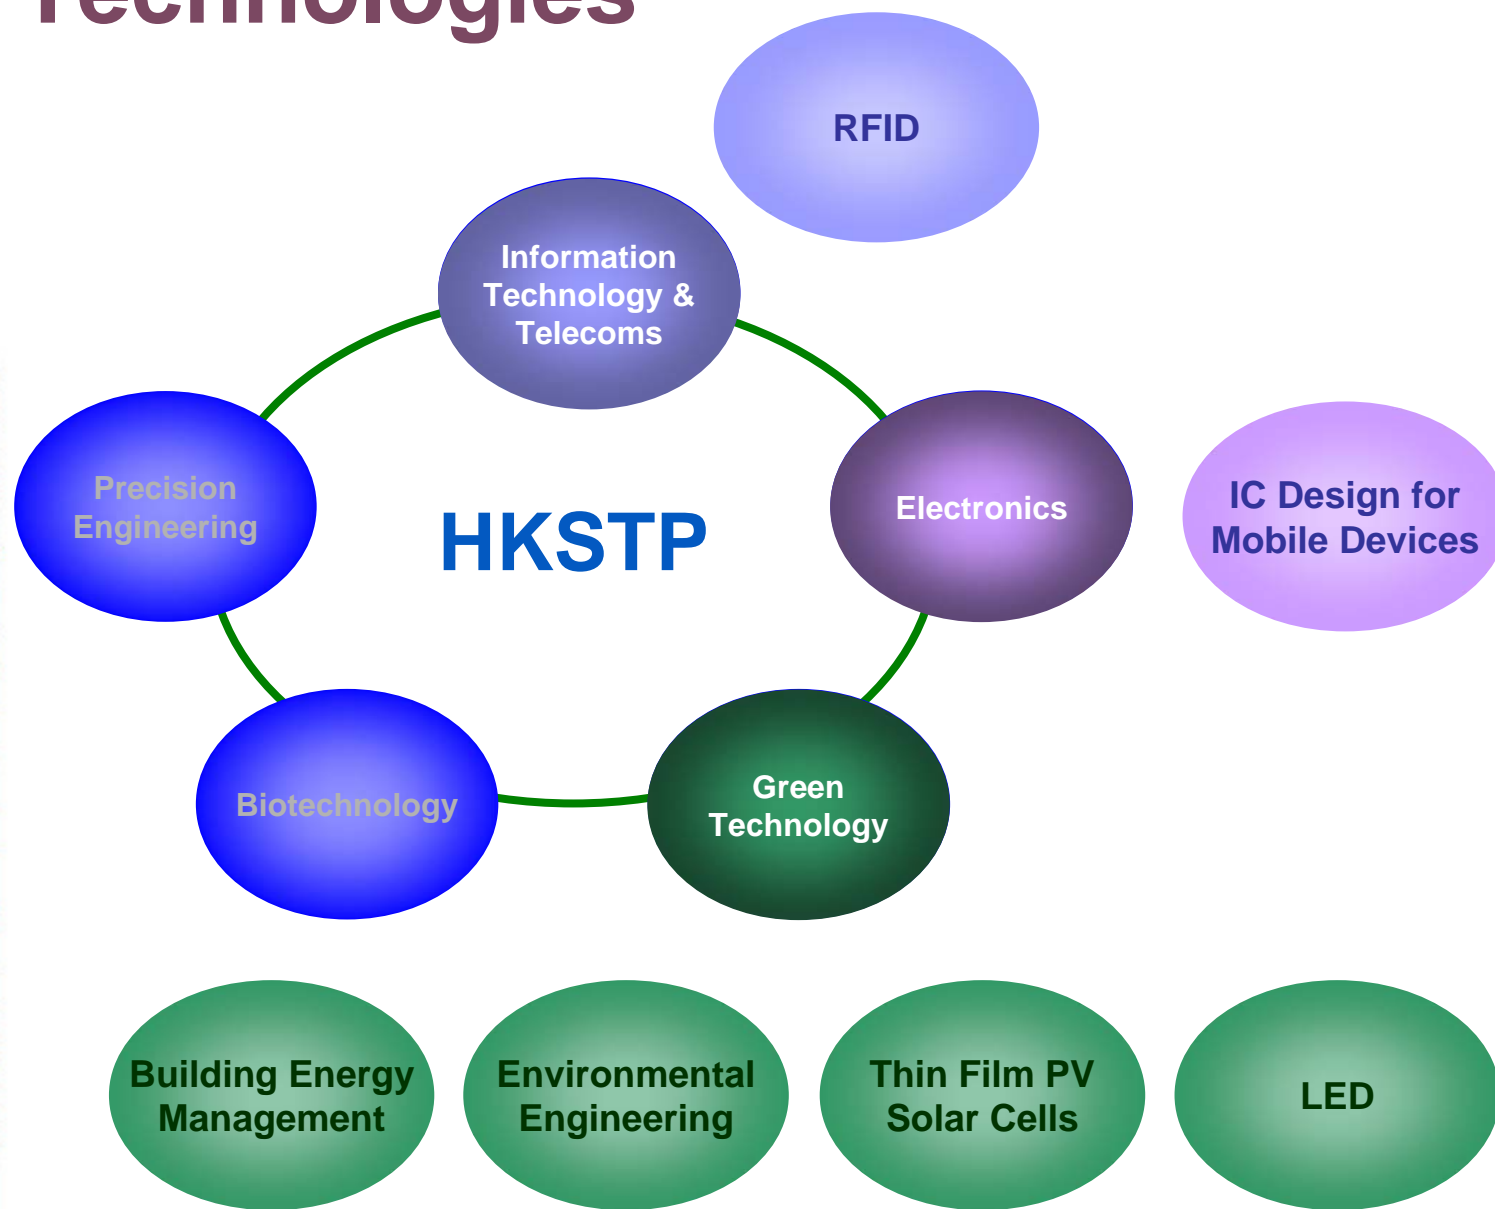 Technologies
RFID
Information
Technology &
Telecoms
Precision
Engineering
HKSTP
Electronics
IC Design for
Mobile Devices
Biotechnology
Green
Technology
Building Energy
Management
Environmental
Engineering
Thin Film PV
Solar Cells
LED